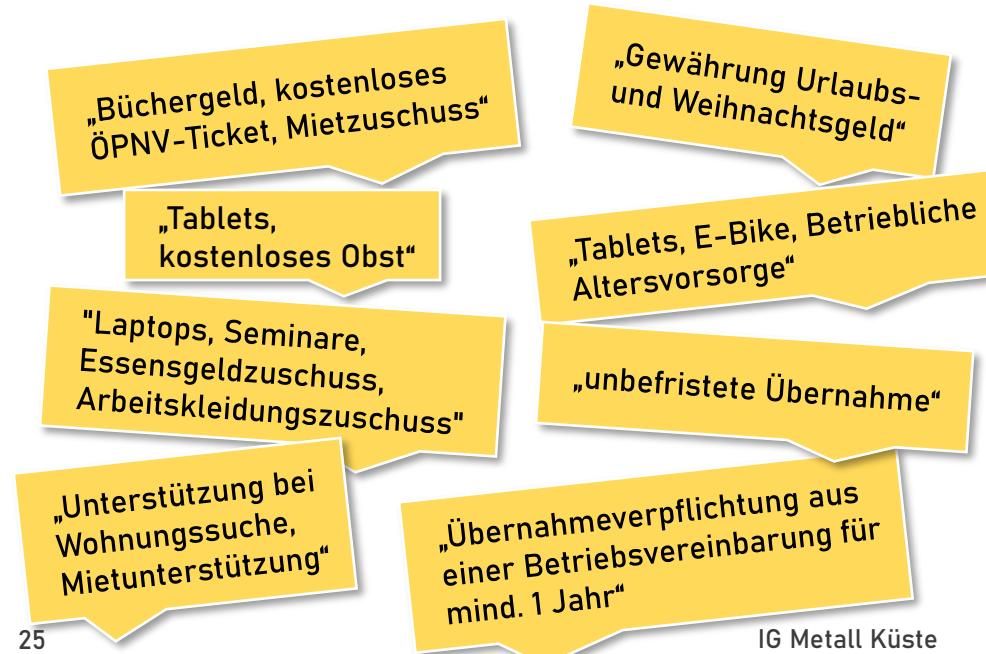 „Büchergeld, kostenloses
ÖPNV-Ticket, Mietzuschuss“
„Gewährung Urlaubs-
und Weihnachtsgeld“
„Tablets,
kostenloses Obst“
„Tablets, E-Bike, Betriebliche
Altersvorsorge“
"Laptops, Seminare,
Essensgeldzuschuss,
Arbeitskleidungszuschuss"
„unbefristete Übernahme“
„Unterstützung bei
Wohnungssuche,
Mietunterstützung“
„Übernahmeverpflichtung aus
einer Betriebsvereinbarung für
mind. 1 Jahr“
25
IG Metall Küste